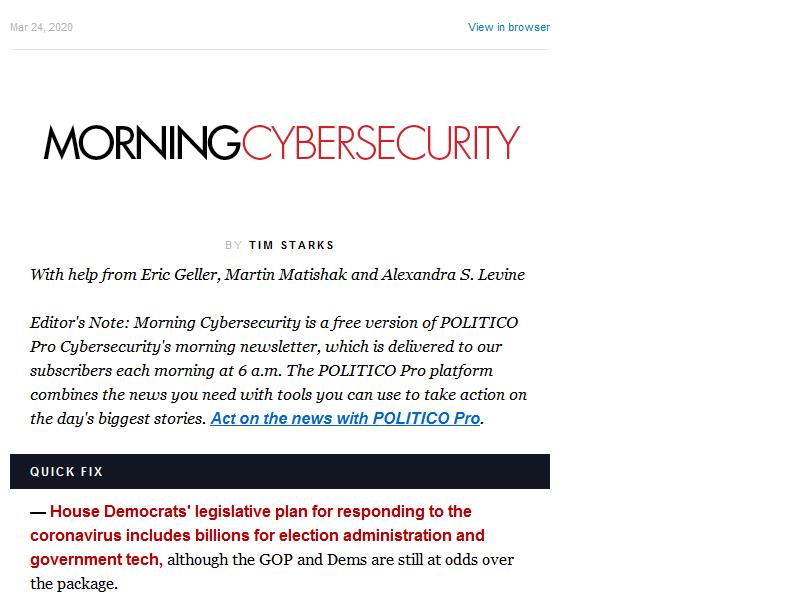 Mar 24, 2020
View in browser
MORNINGCYBERSECURITY
BY TIM STARKS
With help from Eric Geller, Martin Matishak and Alexandra S. Levine
Editor's Note: Morning Cybersecurity is a free version of POLITICO
Pro Cybersecurity's morning newsletter, which is delivered to our
subscribers each morning at 6 a.m. The POLITICO Pro platform
combines the news you need with tools you can use to take action on
the day's biggest stories. Act on the news with POLITICO Pro.
QUICK FIX
— House Democrats' legislative plan for responding to the
coronavirus includes billions for election administration and
government tech, although the GOP and Dems are still at odds over
the package.